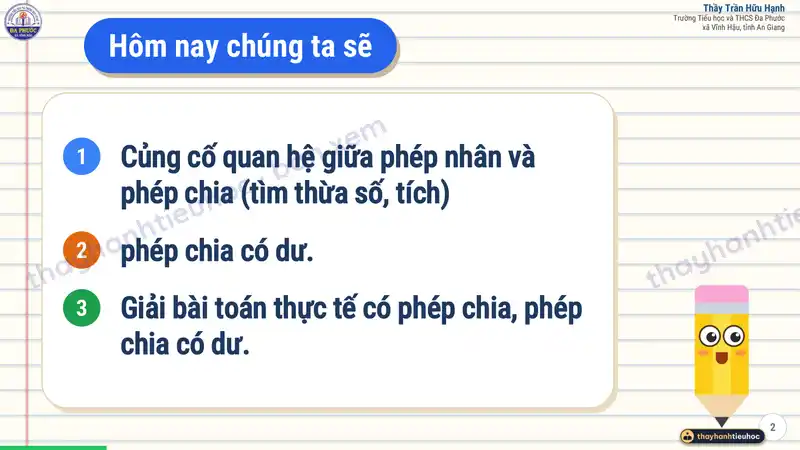 Thầy Trần Hữu Hạnh
Trường Tiểu học và THCS Đa Phước
xã Vĩnh Hậu, tỉnh An Giang
ĐA PHƯỚC
Hôm nay chúng ta sẽ
1 Củng cố quan hệ giữa phép nhân và
phép chia (tìm thừa số, tích)
2 phép chia có dư.
3 Giải bài toán thực tế có phép chia, phép
chia có dư.
thayhanhtieuhoc
2